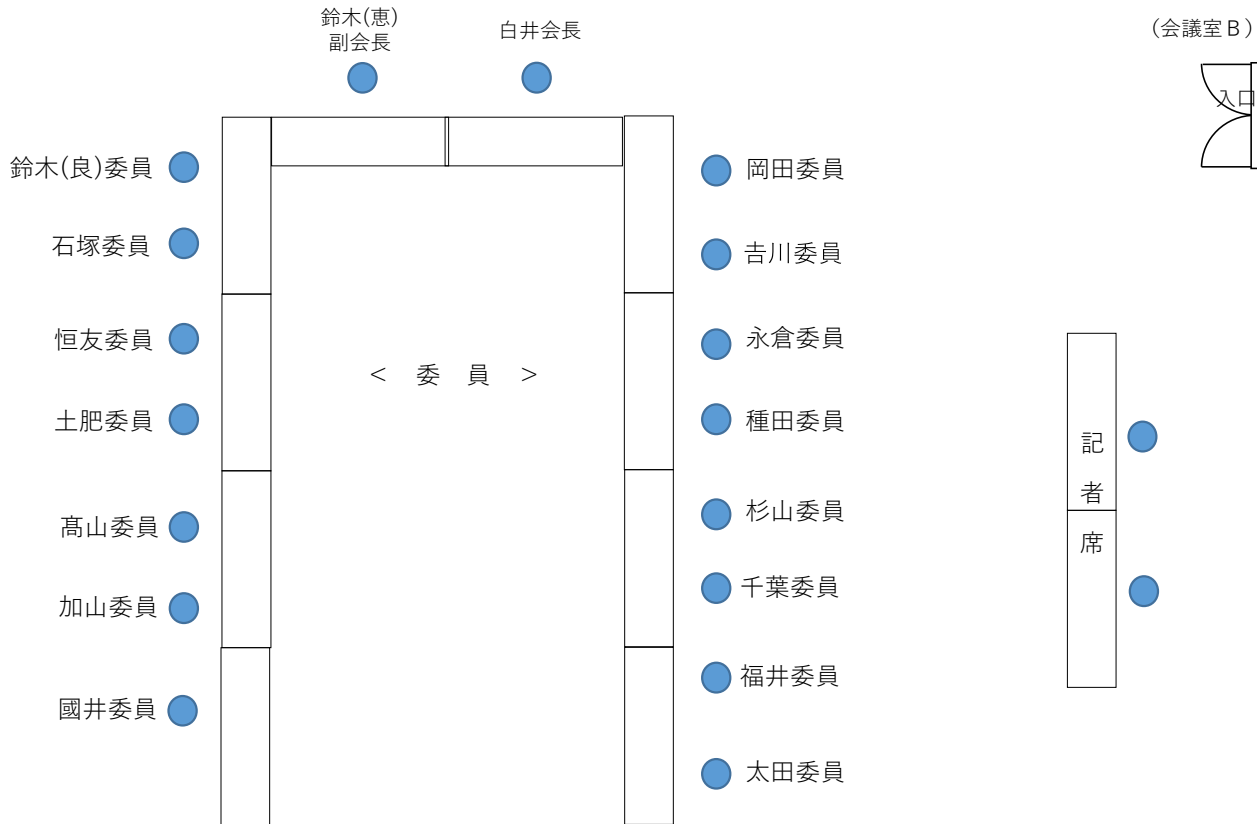 鈴木(恵)
副会長
白井会長
(会議室B)
入口
鈴木(良)委員
岡田委員
石塚委員
𠮷川委員
恒友委員
永倉委員
< 委 員 >
土肥委員
種田委員
記者席
髙山委員
杉山委員
加山委員
千葉委員
國井委員
福井委員
太田委員